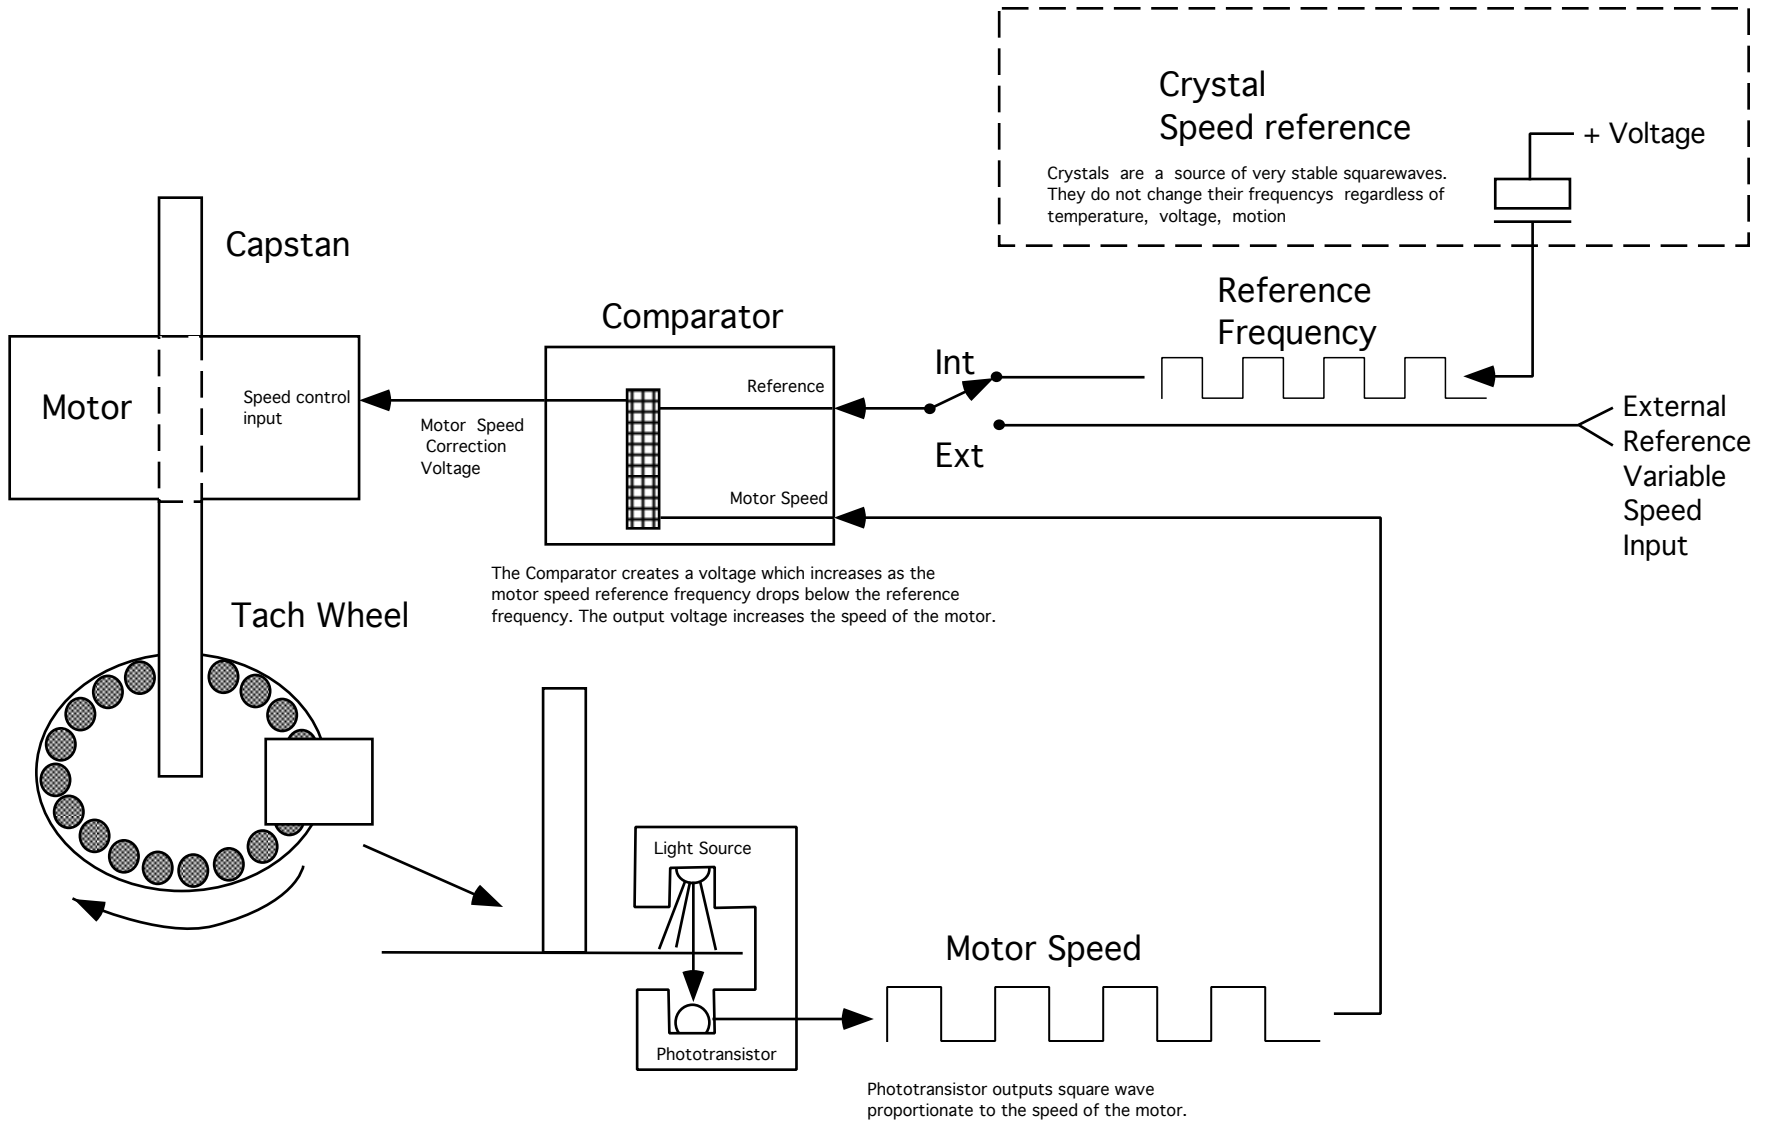 Crystal
Speed reference
+ Voltage
Crystals are a source of very stable squarewaves.
They do not change their frequencys regardless of
temperature, voltage, motion
Capstan
Reference
Frequency
Comparator
Int
Reference
Motor
Speed control
input
Motor Speed
Correction
Voltage
Ext
External
Reference
Variable
Speed
Input
Motor Speed
The Comparator creates a voltage which increases as the
motor speed reference frequency drops below the reference
frequency. The output voltage increases the speed of the motor.
Tach Wheel
Light Source
Motor Speed
Phototransistor
Phototransistor outputs square wave
proportionate to the speed of the motor.